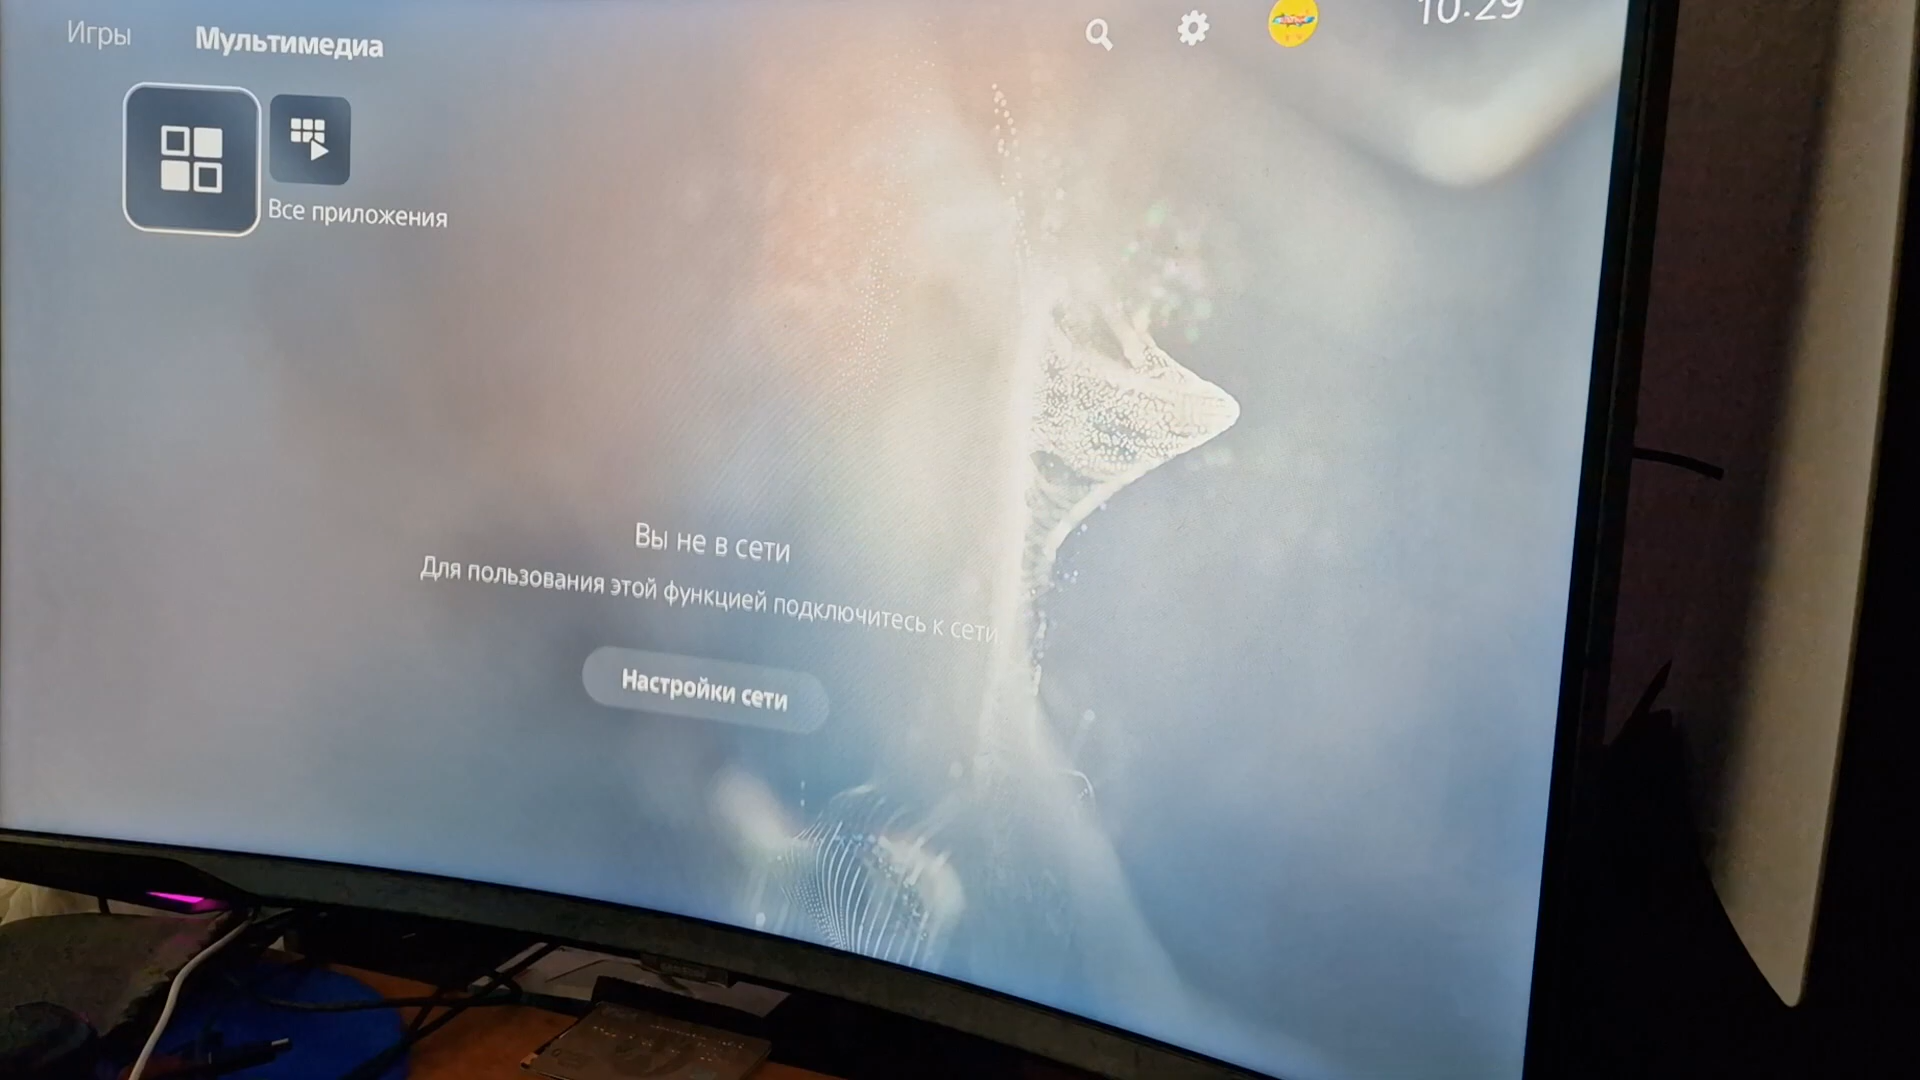 Игры
Мультимедиа
10:29
Все приложения
Вы не в сети
Для пользования этой функцией подключитесь к сети.
Настройки сети